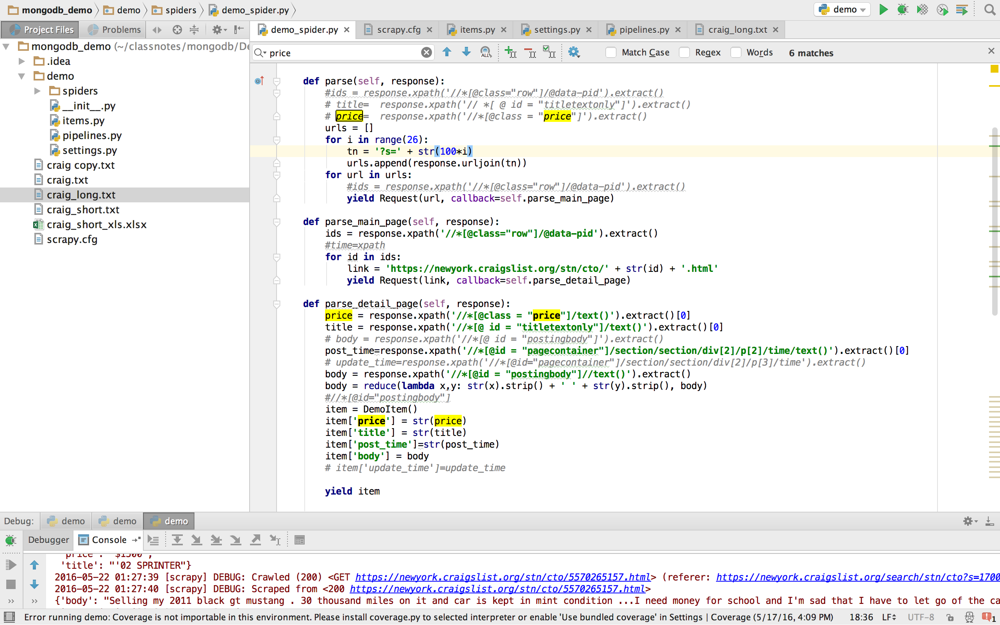 mongodb_demo demo spiders demo_spider.py demo
Project Files Problems demo_spider.py scrapy.cfg items.py settings.py pipelines.py craig_long.txt
mongodb_demo (~/classnotes/mongodb/De
.idea
demo
spiders
__init__.py
items.py
pipelines.py
settings.py
craig copy.txt
craig.txt
craig_long.txt
craig_short.txt
craig_short_xls.xlsx
scrapy.cfg
price ALL Match Case Regex Words 6 matches
def parse(self, response):
#ids = response.xpath('//*[@class="row"]/@data-pid').extract()
# title=  response.xpath('// *[ @ id = "titletextonly"]').extract()
# price=  response.xpath('//*[@class = "price"]').extract()
urls = []
for i in range(26):
tn = '?s=' + str(100*i)
urls.append(response.urljoin(tn))
for url in urls:
#ids = response.xpath('//*[@class="row"]/@data-pid').extract()
yield Request(url, callback=self.parse_main_page)
def parse_main_page(self, response):
ids = response.xpath('//*[@class="row"]/@data-pid').extract()
#time=xpath
for id in ids:
link = 'https://newyork.craigslist.org/stn/cto/' + str(id) + '.html'
yield Request(link, callback=self.parse_detail_page)
def parse_detail_page(self, response):
price = response.xpath('//*[@class = "price"]/text()').extract()[0]
title = response.xpath('//*[@ id = "titletextonly"]/text()').extract()[0]
# body = response.xpath('//*[@ id = "postingbody"]').extract()
post_time=response.xpath('//*[@id = "pagecontainer"]/section/section/div[2]/p[2]/time/text()').extract()[0]
# update_time=response.xpath('//*[@id="pagecontainer"]/section/section/div[2]/p[3]/time').extract()
body = response.xpath('//*[@id = "postingbody"]//text()').extract()
body = reduce(lambda x,y: str(x).strip() + ' ' + str(y).strip(), body)
#//*[@id="postingbody"]
item = DemoItem()
item['price'] = str(price)
item['title'] = str(title)
item['post_time']=str(post_time)
item['body'] = body
# item['update_time']=update_time
yield item
Debug: demo demo demo
Debugger Console
'price': '$1500',
'title': "'02 SPRINTER"}
2016-05-22 01:27:39 [scrapy] DEBUG: Crawled (200) <GET https://newyork.craigslist.org/stn/cto/5570265157.html> (referer: https://newyork.craigslist.org/search/stn/cto?s=1700
2016-05-22 01:27:40 [scrapy] DEBUG: Scraped from <200 https://newyork.craigslist.org/stn/cto/5570265157.html>
{'body': "Selling my 2011 black gt mustang . 30 thousand miles on it and car is kept in mint condition ...I need money for school and I'm sad that I have to let go of the ca
Error running demo: Coverage is not importable in this environment. Please install coverage.py to selected interpreter or enable 'Use bundled coverage' in Settings | Coverage (5/17/16, 4:09 PM) 18:36 LF UTF-8 1